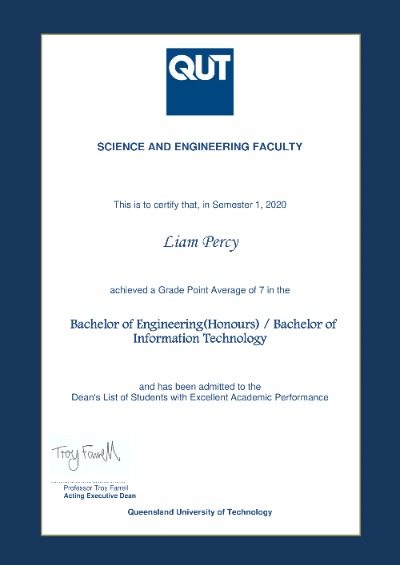 QUT
SCIENCE AND ENGINEERING FACULTY
This is to certify that, in Semester 1, 2020
Liam Percy
achieved a Grade Point Average of 7 in the
Bachelor of Engineering(Honours) / Bachelor of
Information Technology
and has been admitted to the
Dean's List of Students with Excellent Academic Performance
Troy Farrell
Professor Troy Farrell
Acting Executive Dean
Queensland University of Technology